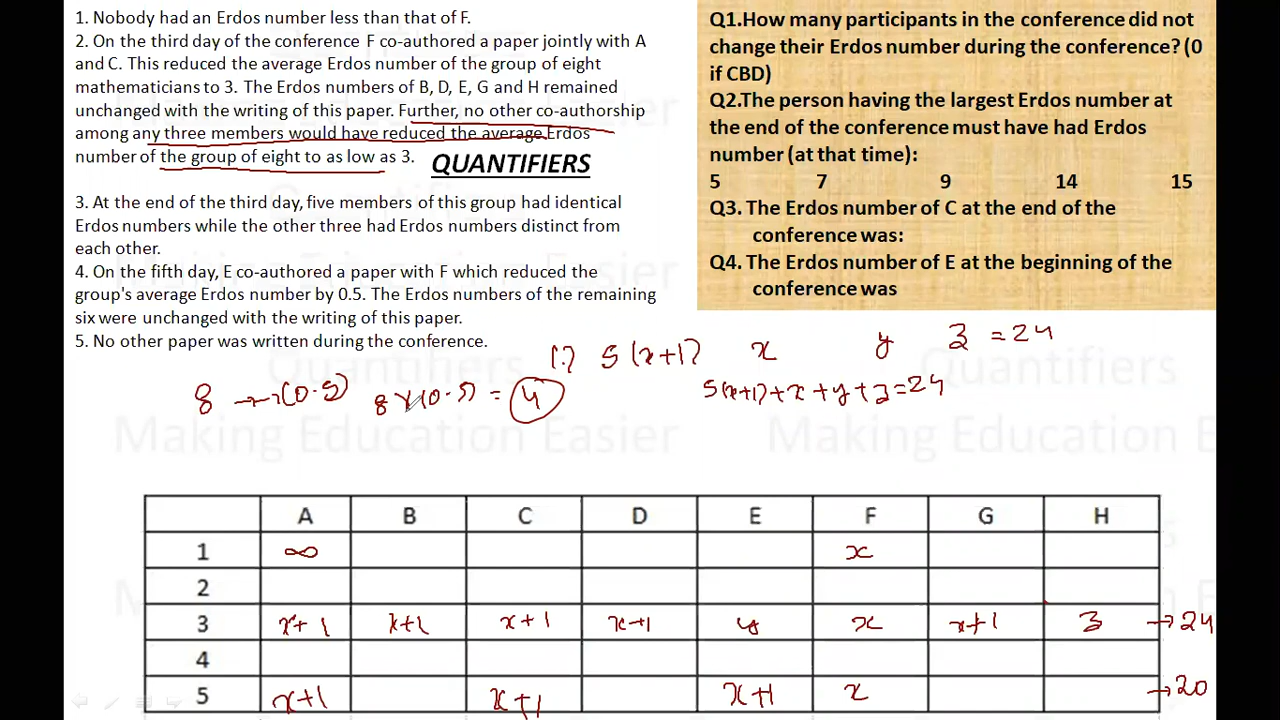 1. Nobody had an Erdos number less than that of F.
2. On the third day of the conference F co-authored a paper jointly with A
and C. This reduced the average Erdos number of the group of eight
mathematicians to 3. The Erdos numbers of B, D, E, G and H remained
unchanged with the writing of this paper. Further, no other co-authorship
among any three members would have reduced the average Erdos
number of the group of eight to as low as 3.
QUANTIFIERS
3. At the end of the third day, five members of this group had identical
Erdos numbers while the other three had Erdos numbers distinct from
each other.
4. On the fifth day, E co-authored a paper with F which reduced the
group's average Erdos number by 0.5. The Erdos numbers of the remaining
six were unchanged with the writing of this paper.
5. No other paper was written during the conference.
Q1.How many participants in the conference did not
change their Erdos number during the conference? (0
if CBD)
Q2.The person having the largest Erdos number at
the end of the conference must have had Erdos
number (at that time):
5 7 9 14 15
Q3. The Erdos number of C at the end of the
conference was:
Q4. The Erdos number of E at the beginning of the
conference was
(?) 5(x+1) x y 3 = 24
8 →→(0.5) 8×(0.5) = 4
5(x+1)+x+y+3=24
Making Education Easier
Making Education Easier
A B C D E F G H
1 ∞ x
2
3 x+1 x+1 x+1 x+1 y x x+1 3 →24
4
5 x+1 x+1 x+1 x →20